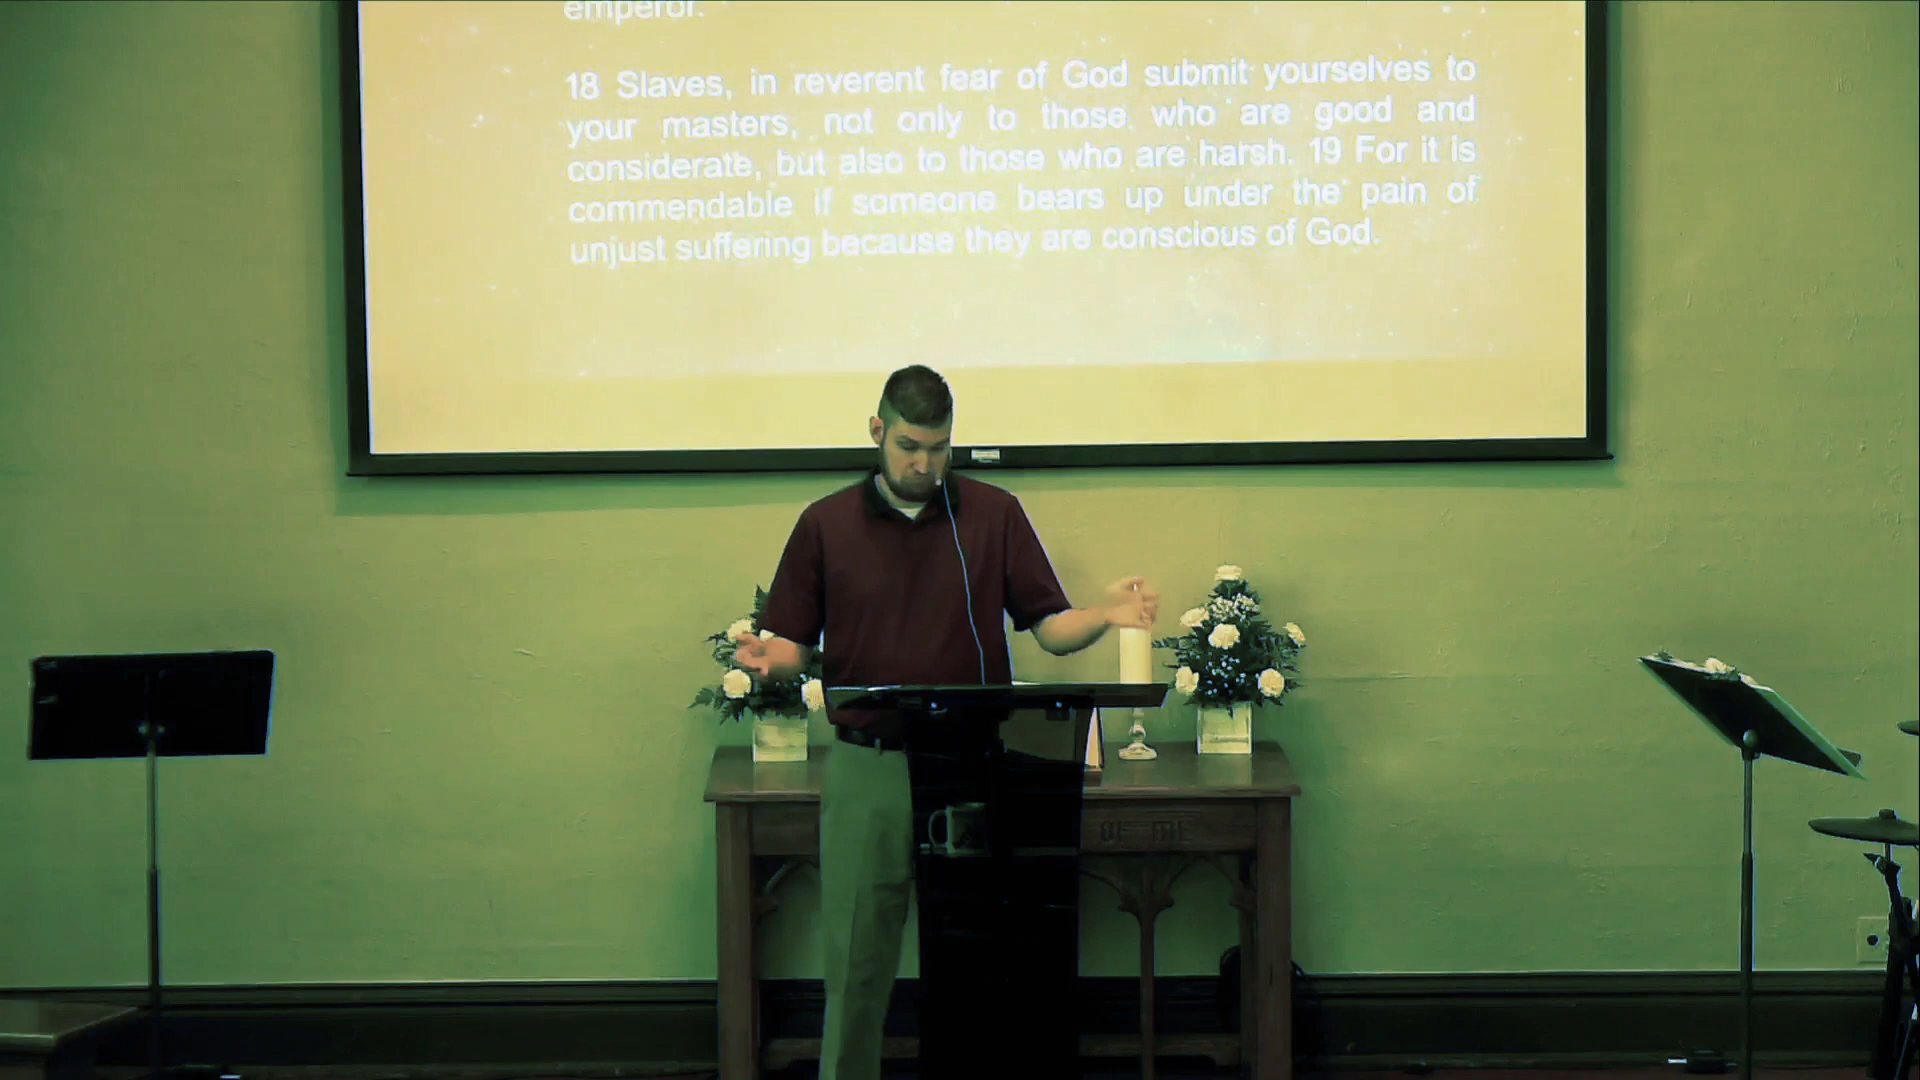 emperor.
18 Slaves, in reverent fear of God submit yourselves to
your masters, not only to those who are good and
considerate, but also to those who are harsh. 19 For it is
commendable if someone bears up under the pain of
unjust suffering because they are conscious of God.
OF ME